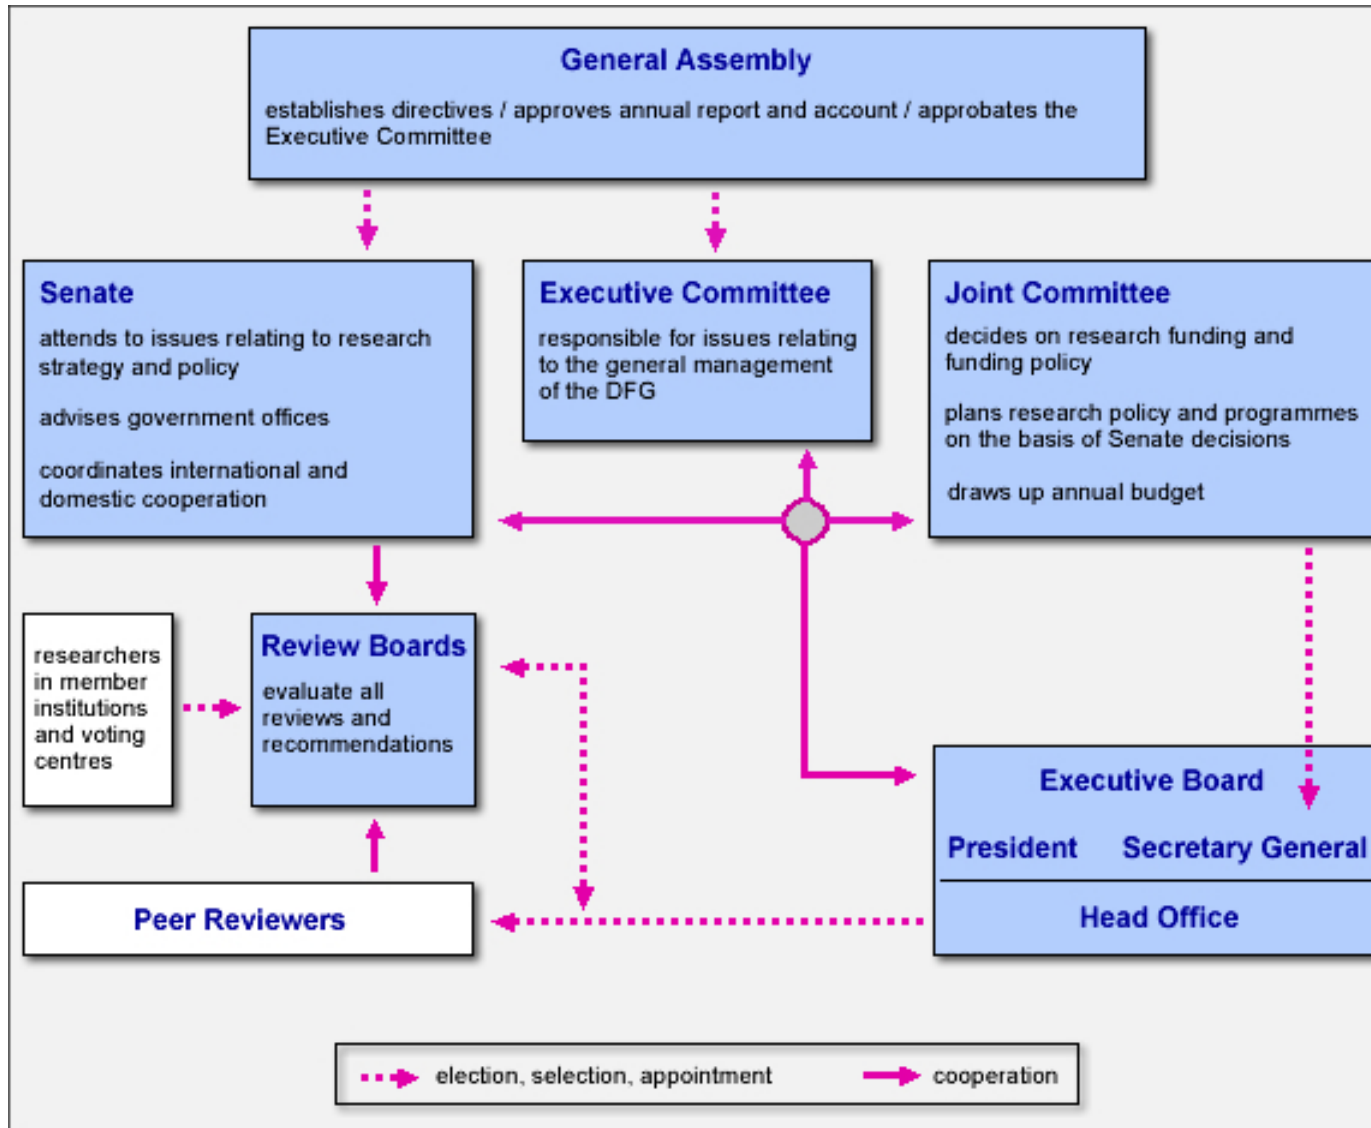 General Assembly
establishes directives / approves annual report and account / approbates the
Executive Committee
Senate
attends to issues relating to research
strategy and policy
advises government offices
coordinates international and
domestic cooperation
Executive Committee
responsible for issues relating
to the general management
of the DFG
Joint Committee
decides on research funding and
funding policy
plans research policy and programmes
on the basis of Senate decisions
draws up annual budget
researchers
in member
institutions
and voting
centres
Review Boards
evaluate all
reviews and
recommendations
Executive Board
President Secretary General
Head Office
Peer Reviewers
election, selection, appointment
cooperation